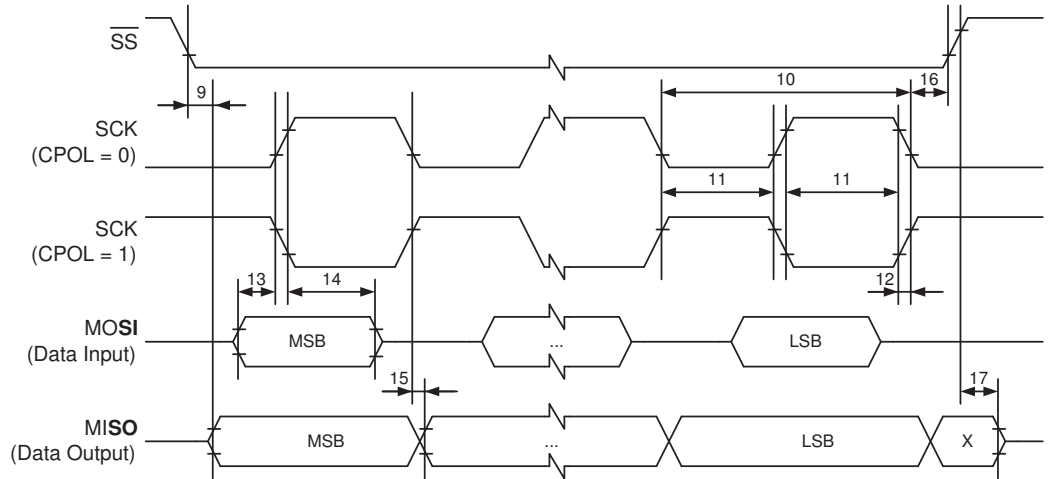 S̅S̅
9
10
16
SCK
(CPOL = 0)
11
11
SCK
(CPOL = 1)
13
14
12
MOSI
(Data Input)
MSB
...
LSB
15
17
MISO
(Data Output)
MSB
...
LSB
X